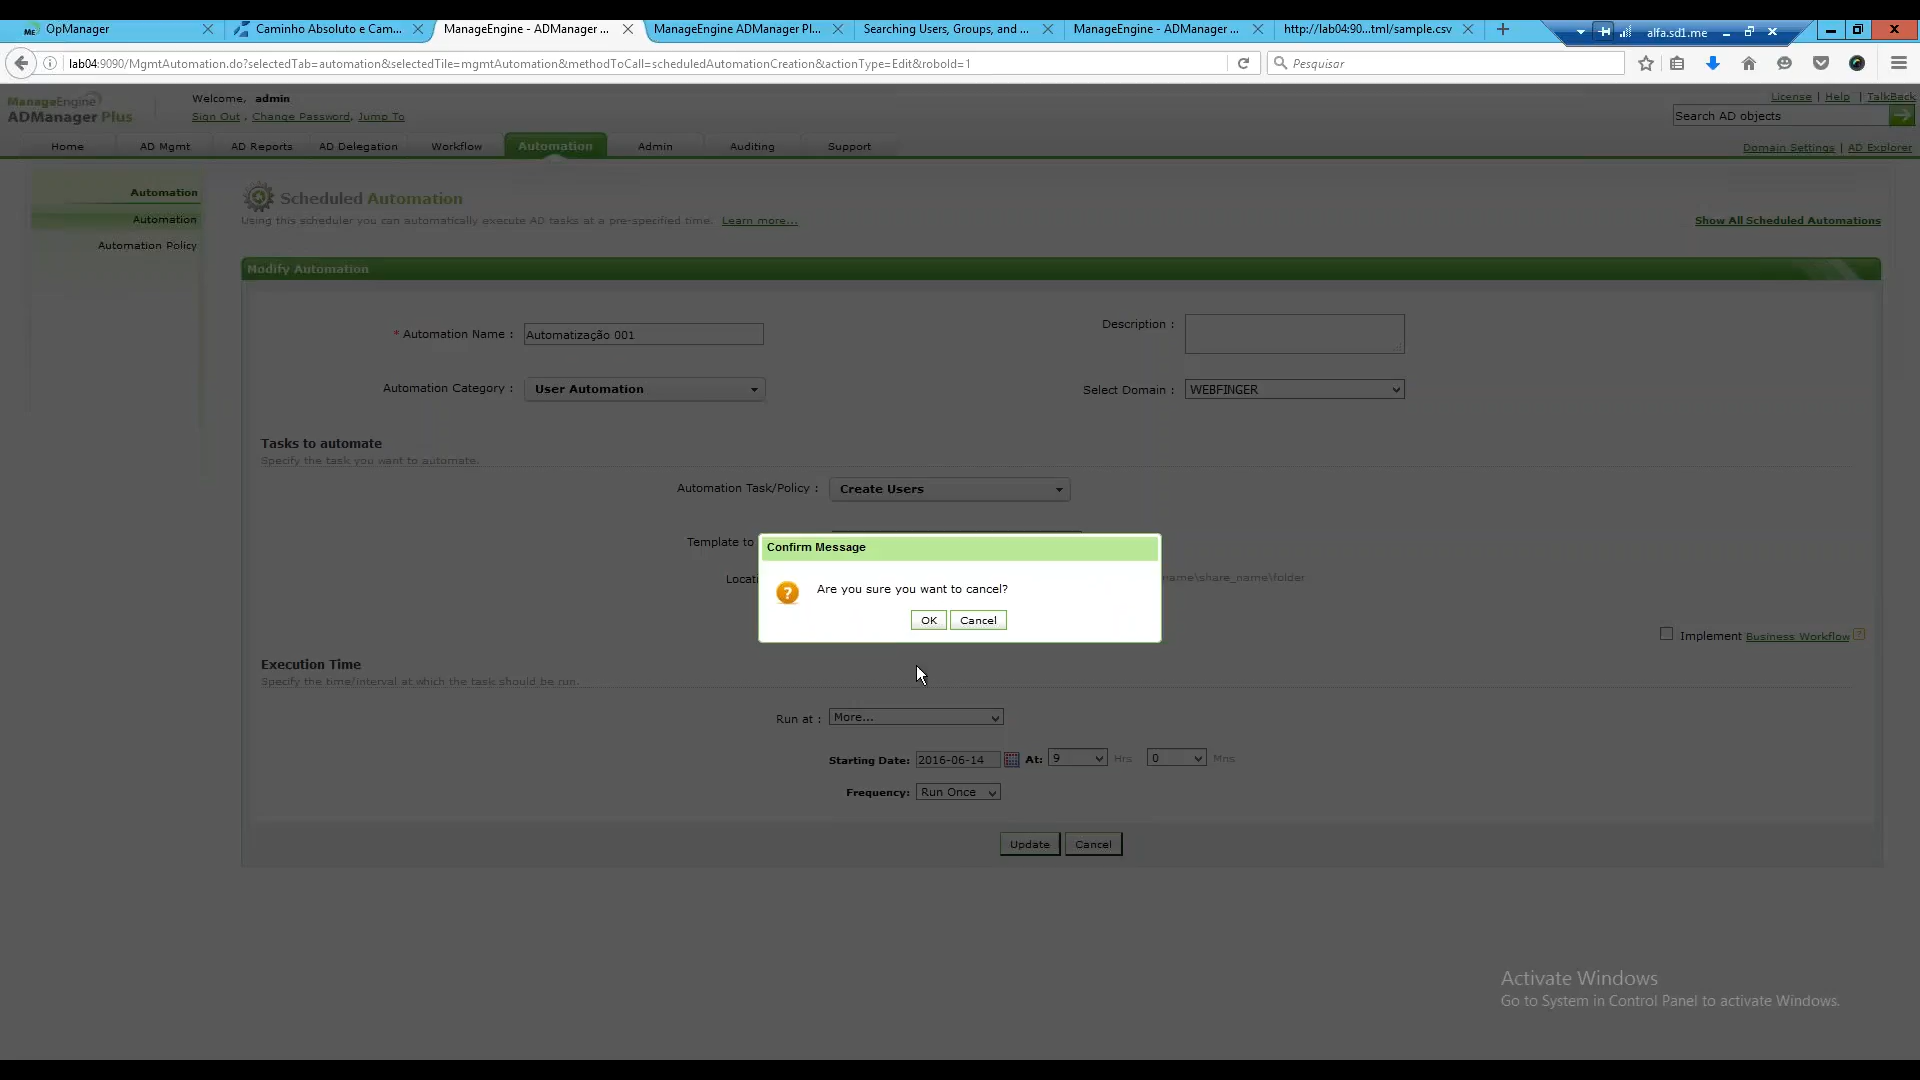 OpManager
Caminho Absoluto e Cam...
ManageEngine - ADManager ...
ManageEngine ADManager Pl...
Searching Users, Groups, and ...
ManageEngine - ADManager ...
http://lab04:90...tml/sample.csv
alfa.sd1.me
lab04:9090/MgmtAutomation.do?selectedTab=automation&selectedTile=mgmtAutomation&methodToCall=scheduledAutomationCreation&actionType=Edit&roboId=1
Pesquisar
ManageEngine
ADManager Plus
Welcome, admin
Sign Out , Change Password, Jump To
License | Help | TalkBack
Search AD objects
Home
AD Mgmt
AD Reports
AD Delegation
Workflow
Automation
Admin
Auditing
Support
Domain Settings | AD Explorer
Automation
Automation
Automation Policy
Scheduled Automation
Using this scheduler you can automatically execute AD tasks at a pre-specified time. Learn more...
Show All Scheduled Automations
Modify Automation
* Automation Name : Automatização 001
Description :
Automation Category : User Automation
Select Domain : WEBFINGER
Tasks to automate
Specify the task you want to automate.
Automation Task/Policy : Create Users
Template to
Confirm Message
Are you sure you want to cancel?
OK
Cancel
name\share_name\folder
Implement Business Workflow ?
Execution Time
Specify the time/interval at which the task should be run.
Run at : More...
Starting Date: 2016-06-14 At: 9 Hrs 0 Mns
Frequency: Run Once
Update
Cancel
Activate Windows
Go to System in Control Panel to activate Windows.